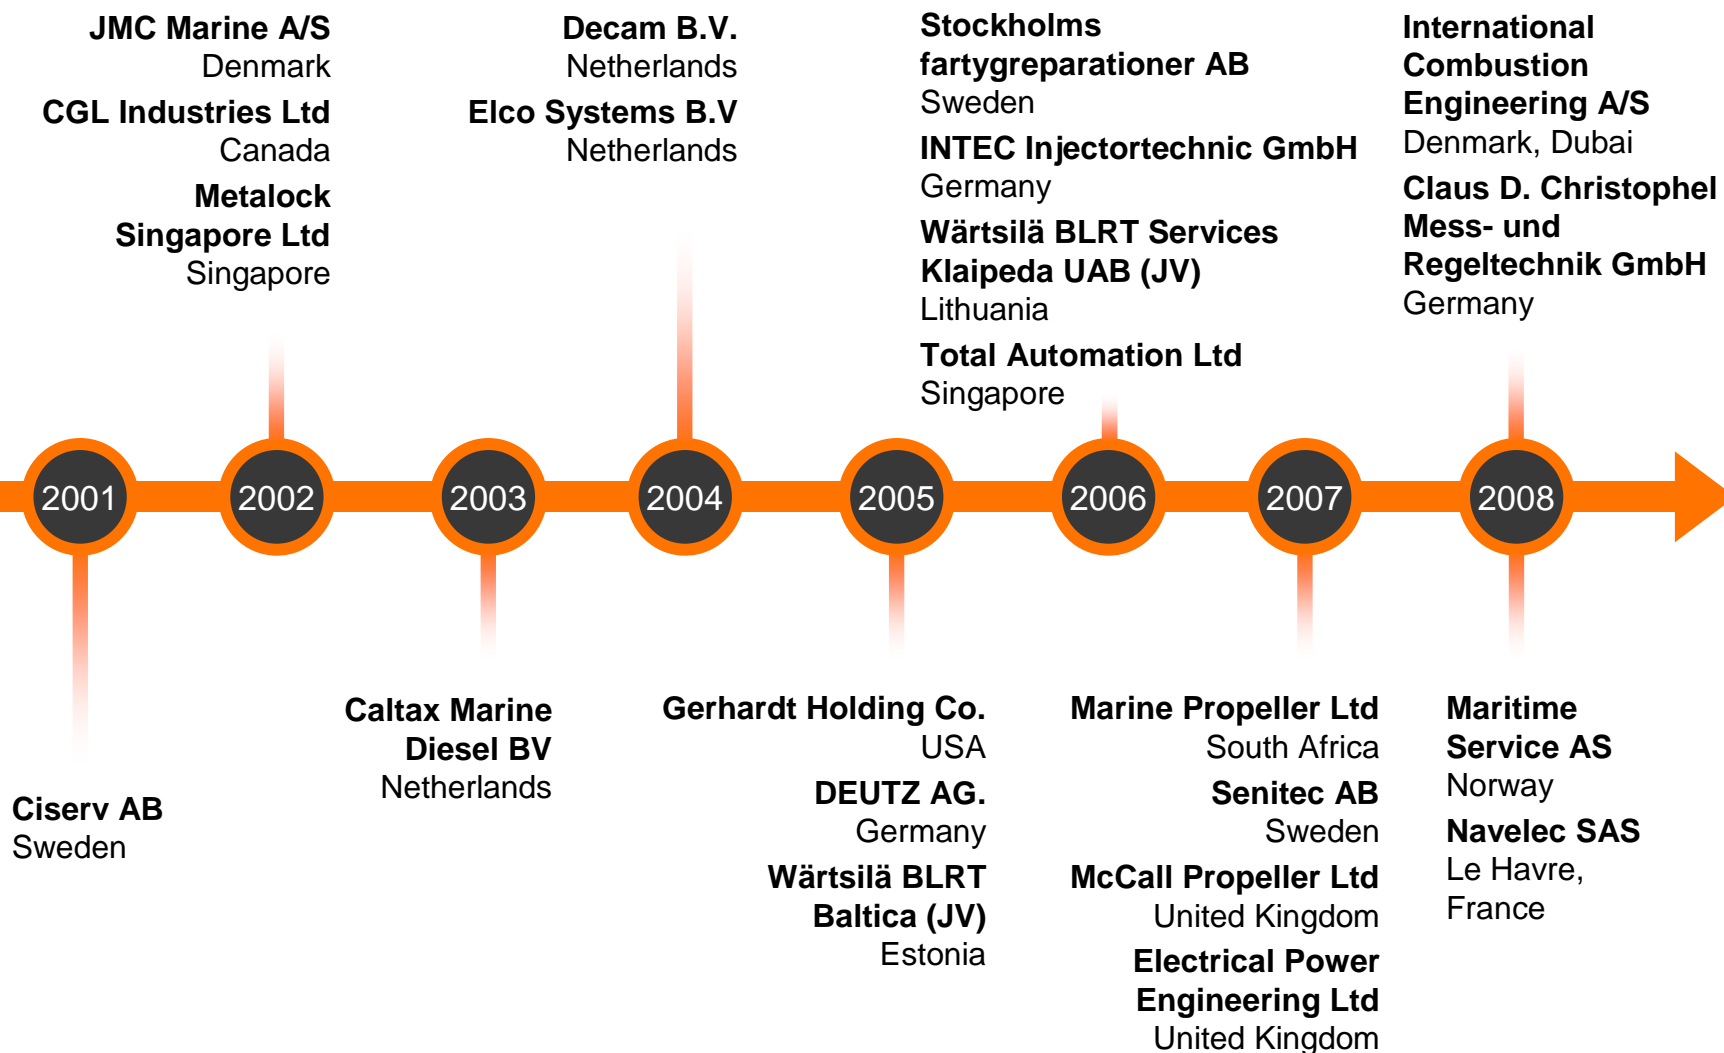 JMC Marine A/S
Denmark
CGL Industries Ltd
Canada
Metalock
Singapore Ltd
Singapore
Decam B.V.
Netherlands
Elco Systems B.V
Netherlands
Stockholms
fartygreparationer AB
Sweden
INTEC Injectortechnic GmbH
Germany
Wärtsilä BLRT Services
Klaipeda UAB (JV)
Lithuania
Total Automation Ltd
Singapore
International
Combustion
Engineering A/S
Denmark, Dubai
Claus D. Christophel
Mess- und
Regeltechnik GmbH
Germany
2001
2002
2003
2004
2005
2006
2007
2008
Ciserv AB
Sweden
Caltax Marine
Diesel BV
Netherlands
Gerhardt Holding Co.
USA
DEUTZ AG.
Germany
Wärtsilä BLRT
Baltica (JV)
Estonia
Marine Propeller Ltd
South Africa
Senitec AB
Sweden
McCall Propeller Ltd
United Kingdom
Electrical Power
Engineering Ltd
United Kingdom
Maritime
Service AS
Norway
Navelec SAS
Le Havre,
France